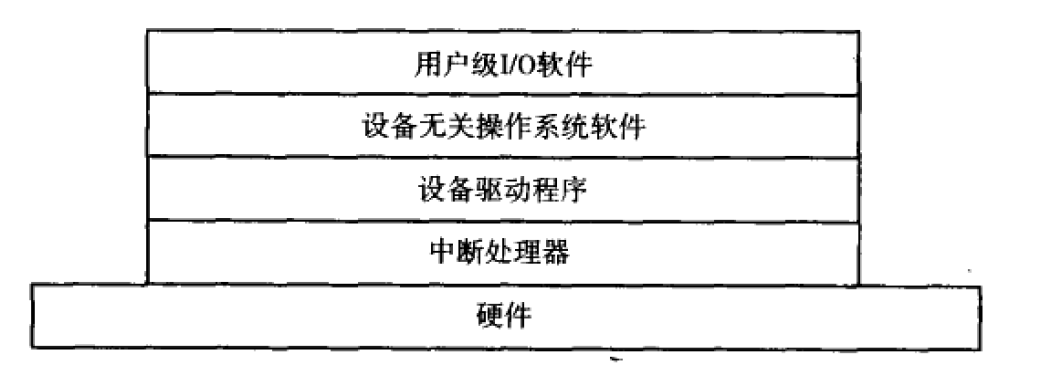 用户级I/O软件
设备无关操作系统软件
设备驱动程序
中断处理器
硬件